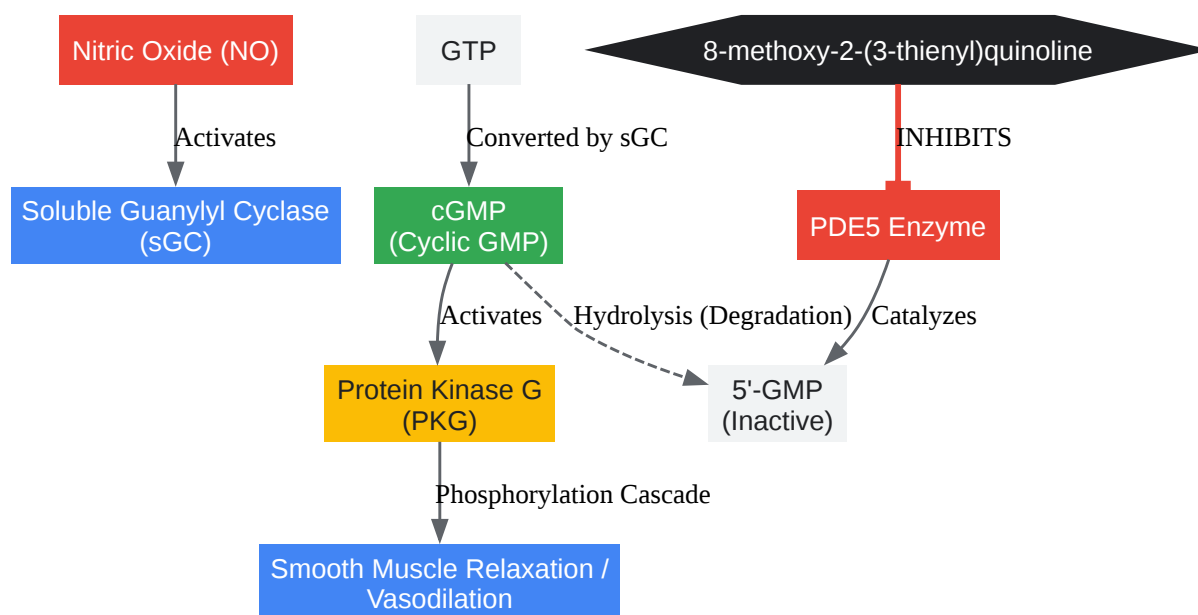 Nitric Oxide (NO)
GTP
8-methoxy-2-(3-thienyl)quinoline
Activates
Converted by sGC
INHIBITS
Soluble Guanylyl Cyclase
(sGC)
cGMP
(Cyclic GMP)
PDE5 Enzyme
Activates
Hydrolysis (Degradation)
Catalyzes
Protein Kinase G
(PKG)
5'-GMP
(Inactive)
Phosphorylation Cascade
Smooth Muscle Relaxation /
Vasodilation